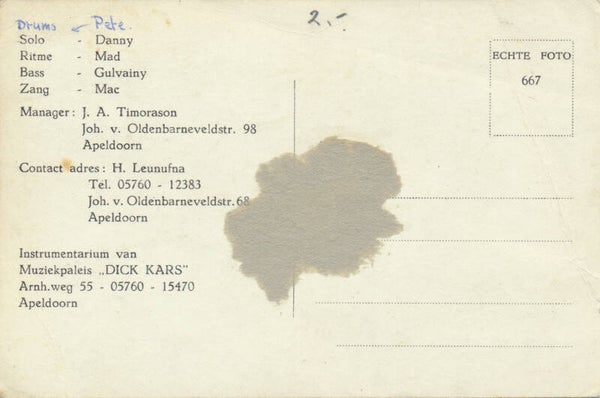 Drums - Pete.
2,-
Solo - Danny
Ritme - Mad
Bass - Gulvainy
Zang - Mac
Manager: J. A. Timorason
Joh. v. Oldenbarneveldstr. 98
Apeldoorn
Contact adres: H. Leunufna
Tel. 05760 - 12383
Joh. v. Oldenbarneveldstr. 68
Apeldoorn
Instrumentarium van
Muziekpaleis „DICK KARS"
Arnh.weg 55 - 05760 - 15470
Apeldoorn
ECHTE FOTO
667